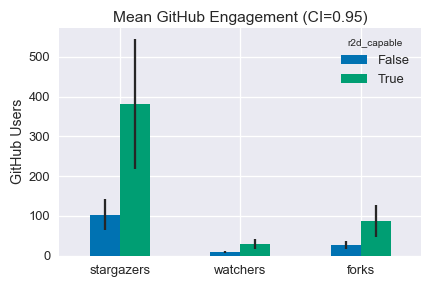 Mean GitHub Engagement (CI=0.95)
r2d_capable
False
True
GitHub Users
500
400
300
200
100
0
stargazers
watchers
forks